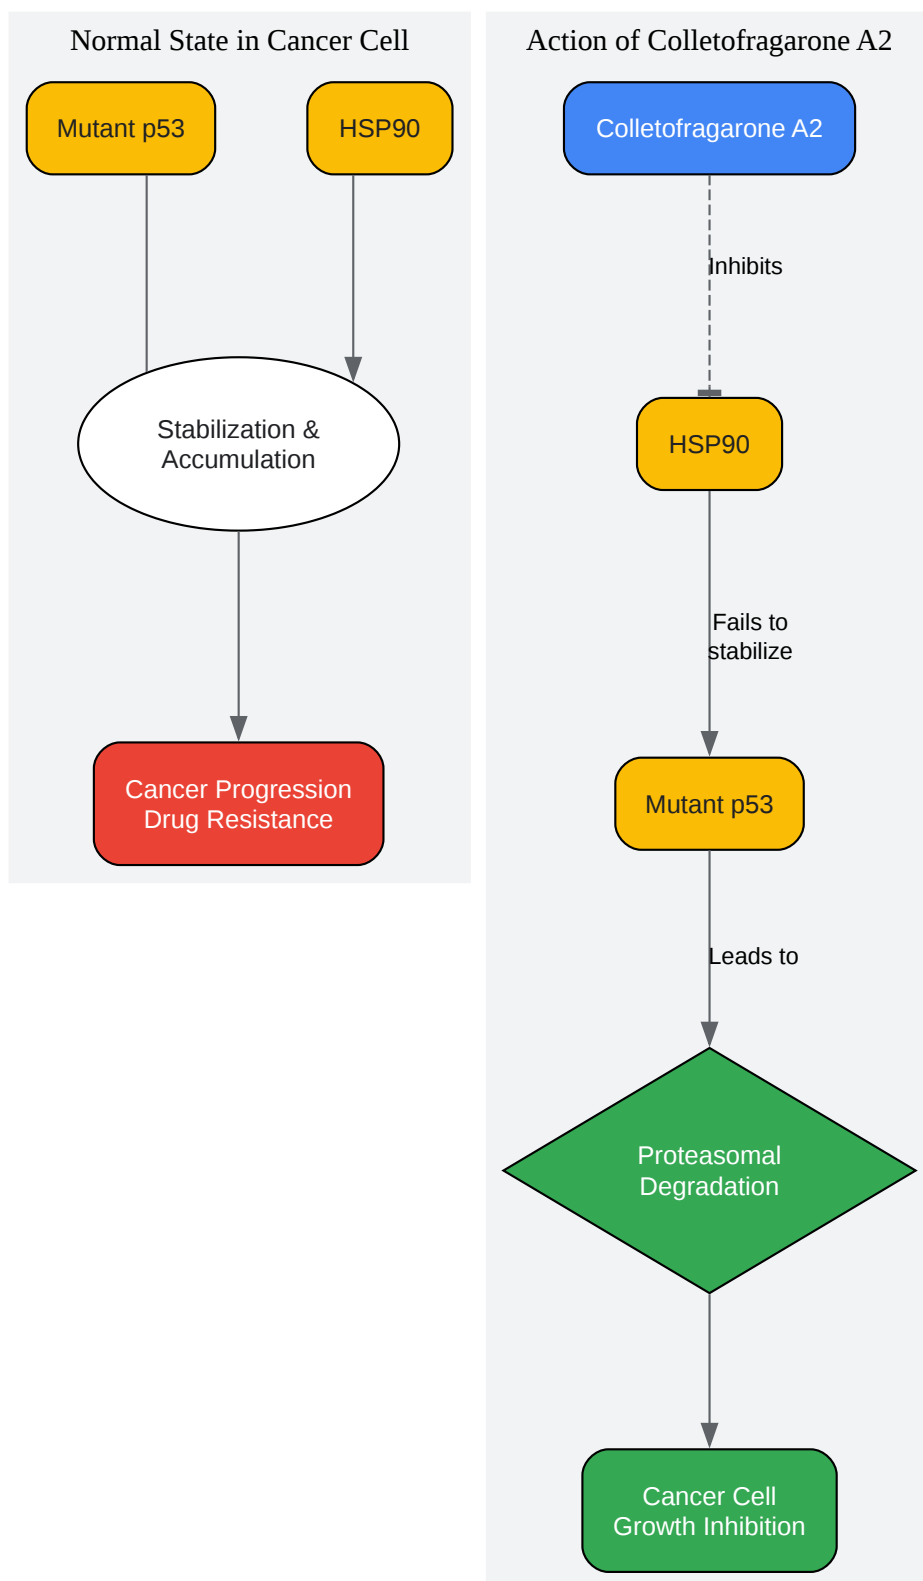 Normal State in Cancer Cell
Mutant p53
HSP90
Stabilization &
Accumulation
Cancer Progression
Drug Resistance
Action of Colletofragarone A2
Colletofragarone A2
Inhibits
HSP90
Fails to
stabilize
Mutant p53
Leads to
Proteasomal
Degradation
Cancer Cell
Growth Inhibition